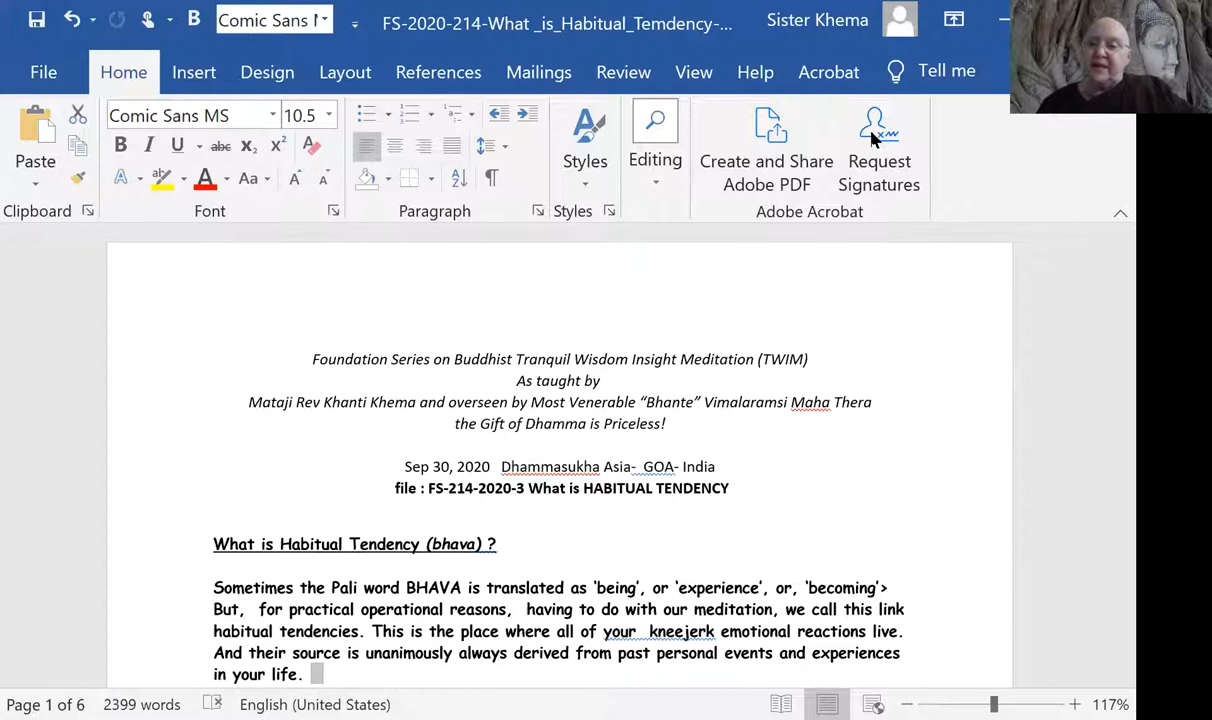 Comic Sans M
FS-2020-214-What _is_Habitual_Temdency-...
Sister Khema
File
Home
Insert
Design
Layout
References
Mailings
Review
View
Help
Acrobat
Tell me
Paste
Clipboard
Comic Sans MS
10.5
B
I
U
abc
x₂
x²
A
ab
A
Aa
A
A
Font
Paragraph
Styles
Styles
Editing
Create and Share
Adobe PDF
Request
Signatures
Adobe Acrobat
Foundation Series on Buddhist Tranquil Wisdom Insight Meditation (TWIM)
As taught by
Mataji Rev Khanti Khema and overseen by Most Venerable “Bhante” Vimalaramsi Maha Thera
the Gift of Dhamma is Priceless!
Sep 30, 2020 Dhammasukha Asia- GOA- India
file : FS-214-2020-3 What is HABITUAL TENDENCY
What is Habitual Tendency (bhava) ?
Sometimes the Pali word BHAVA is translated as ‘being’, or ‘experience’, or, ‘becoming’>
But, for practical operational reasons, having to do with our meditation, we call this link
habitual tendencies. This is the place where all of your kneejerk emotional reactions live.
And their source is unanimously always derived from past personal events and experiences
in your life.
Page 1 of 6
2399 words
English (United States)
117%